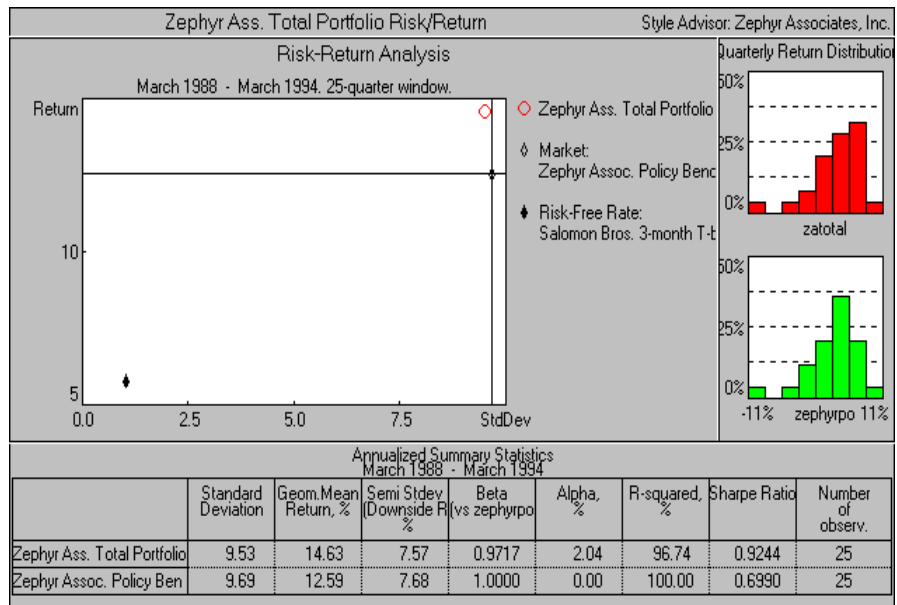 Zephyr Ass. Total Portfolio Risk/Return
Style Advisor: Zephyr Associates, Inc.
Risk-Return Analysis
March 1988 - March 1994. 25-quarter window.
Return
10
5
0.0 2.5 5.0 7.5 StdDev
Zephyr Ass. Total Portfolio
Market:
Zephyr Assoc. Policy Benc
Risk-Free Rate:
Salomon Bros. 3-month T-b
Quarterly Return Distribution
50%
25%
0%
zatotal
50%
25%
0%
-11% zephyrpo 11%
Annualized Summary Statistics
March 1988 - March 1994
Standard Deviation Geom.Mean Return, % Semi Stdev (Downside R % Beta (vs zephyrpo Alpha, % R-squared, % Sharpe Ratio Number of observ.
Zephyr Ass. Total Portfolio 9.53 14.63 7.57 0.9717 2.04 96.74 0.9244 25
Zephyr Assoc. Policy Ben 9.69 12.59 7.68 1.0000 0.00 100.00 0.6990 25